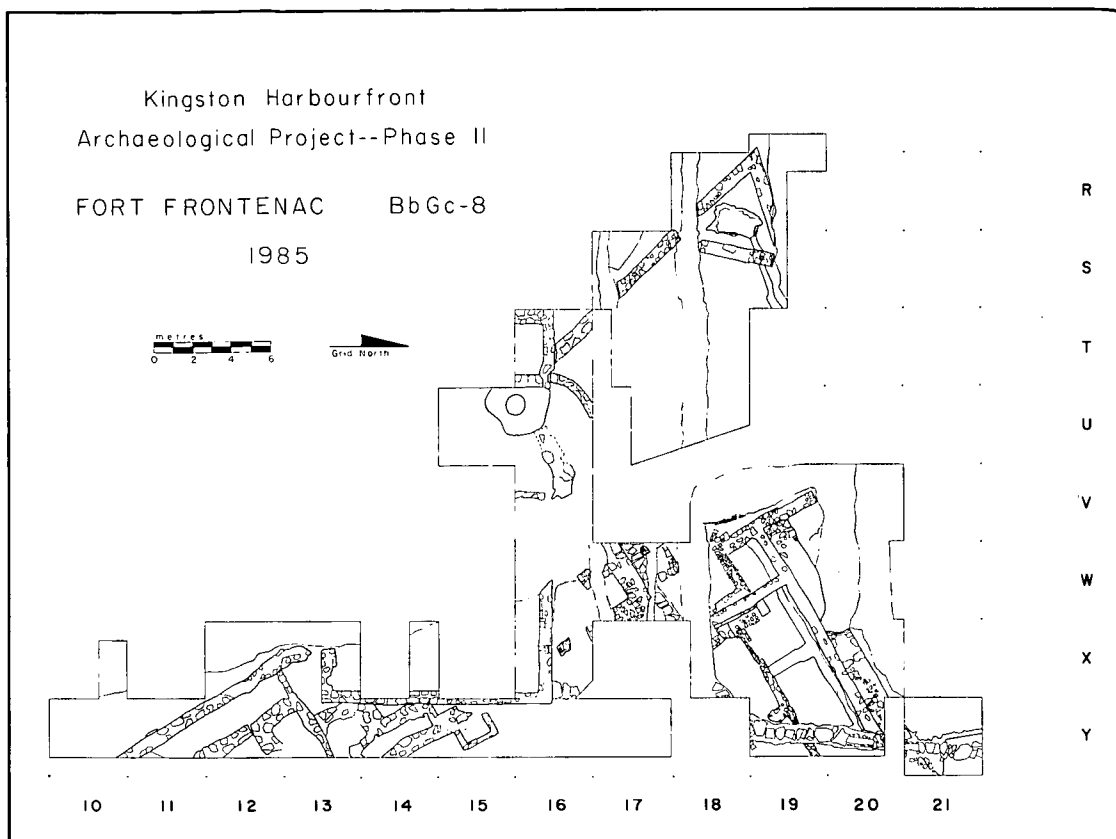 Kingston Harbourfront
Archaeological Project--Phase II
FORT FRONTENAC BbGc-8
1985
metres
0 2 4 6
Grid North
R
S
T
U
V
W
X
Y
10 11 12 13 14 15 16 17 18 19 20 21